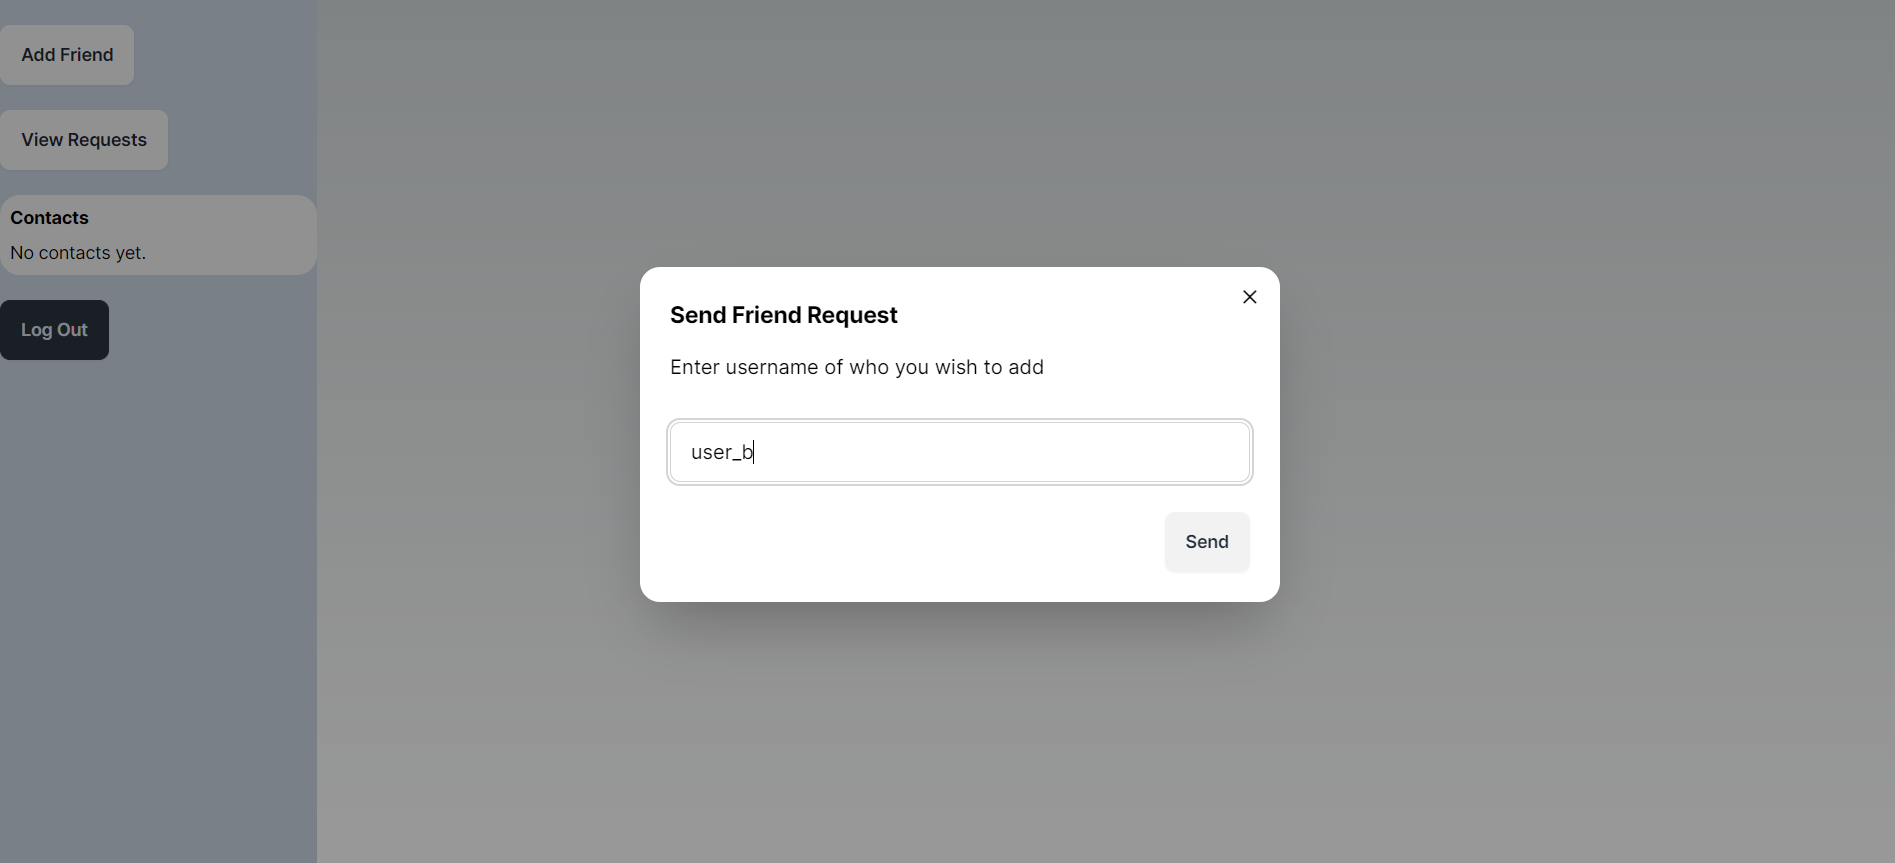 Add Friend
View Requests
Contacts
No contacts yet.
Log Out
Send Friend Request
Enter username of who you wish to add
user_b
Send